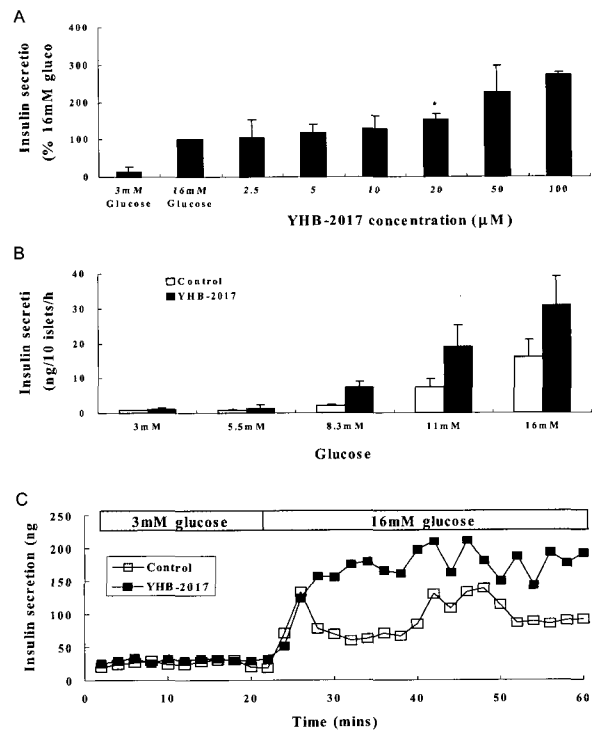 A
Insulin secretio
(% 16mM gluco
400
300
200
100
0
3mM Glucose
16mM Glucose
2.5
5
10
20
50
100
*
YHB-2017 concentration (μM)
B
Insulin secreti
(ng/10 islets/h
40
30
20
10
0
Control
YHB-2017
3mM
5.5mM
8.3mM
11mM
16mM
Glucose
C
3mM glucose
16mM glucose
Insulin secretion (ng
250
200
150
100
50
0
Control
YHB-2017
0
10
20
30
40
50
60
Time (mins)